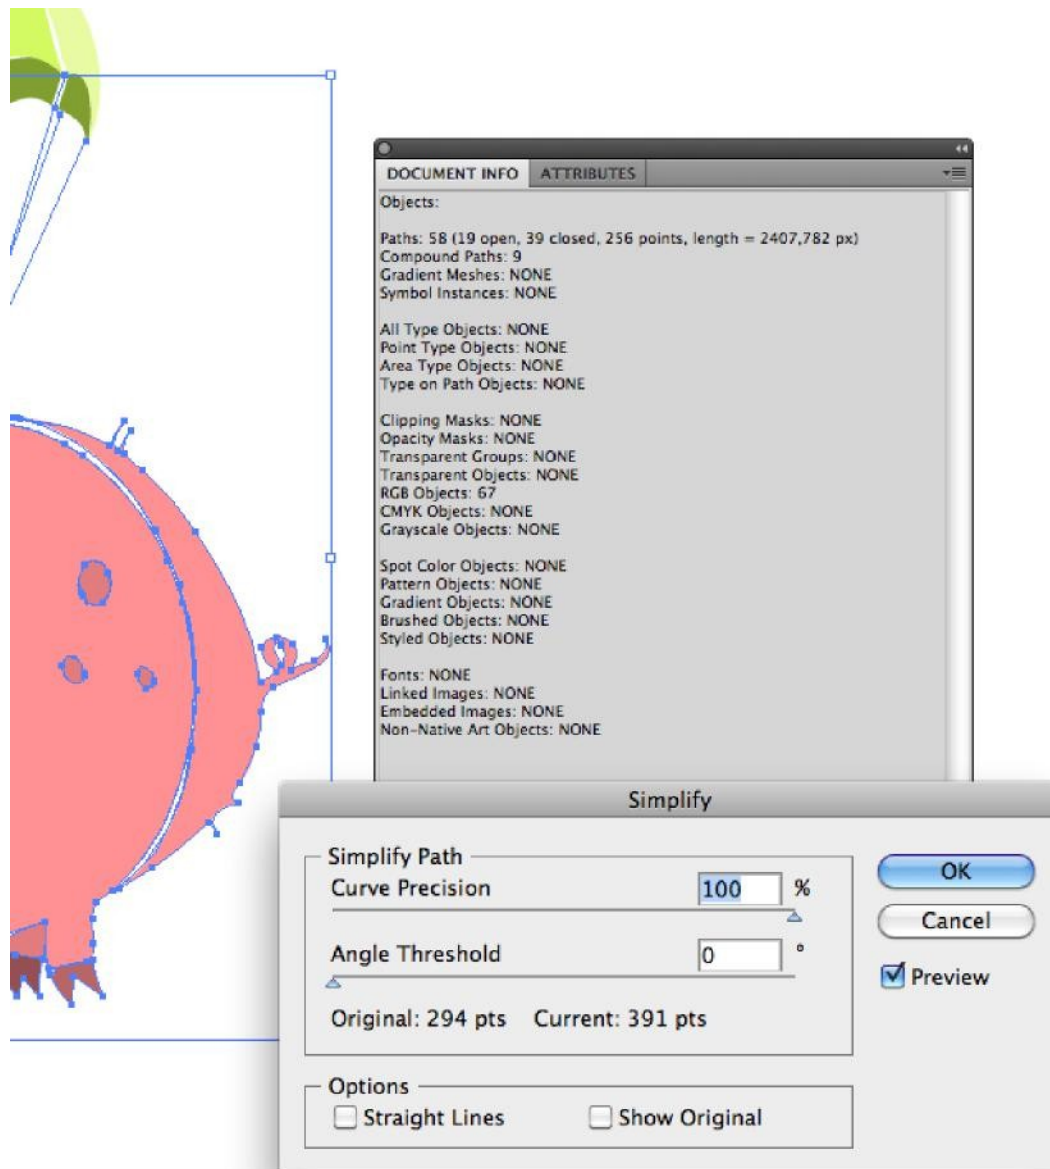 DOCUMENT INFO ATTRIBUTES
Objects:
Paths: 58 (19 open, 39 closed, 256 points, length = 2407,782 px)
Compound Paths: 9
Gradient Meshes: NONE
Symbol Instances: NONE
All Type Objects: NONE
Point Type Objects: NONE
Area Type Objects: NONE
Type on Path Objects: NONE
Clipping Masks: NONE
Opacity Masks: NONE
Transparent Groups: NONE
Transparent Objects: NONE
RGB Objects: 67
CMYK Objects: NONE
Grayscale Objects: NONE
Spot Color Objects: NONE
Pattern Objects: NONE
Gradient Objects: NONE
Brushed Objects: NONE
Styled Objects: NONE
Fonts: NONE
Linked Images: NONE
Embedded Images: NONE
Non-Native Art Objects: NONE
Simplify
Simplify Path
Curve Precision 100 %
Angle Threshold 0 °
Original: 294 pts Current: 391 pts
OK
Cancel
Preview
Options
Straight Lines Show Original